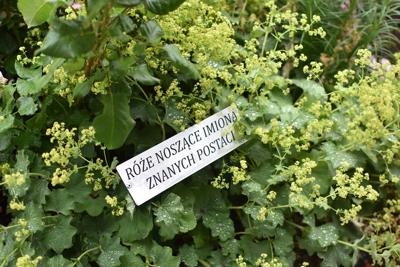 RÓŻE NOSZĄCE IMIONA
ZNANYCH POSTACI